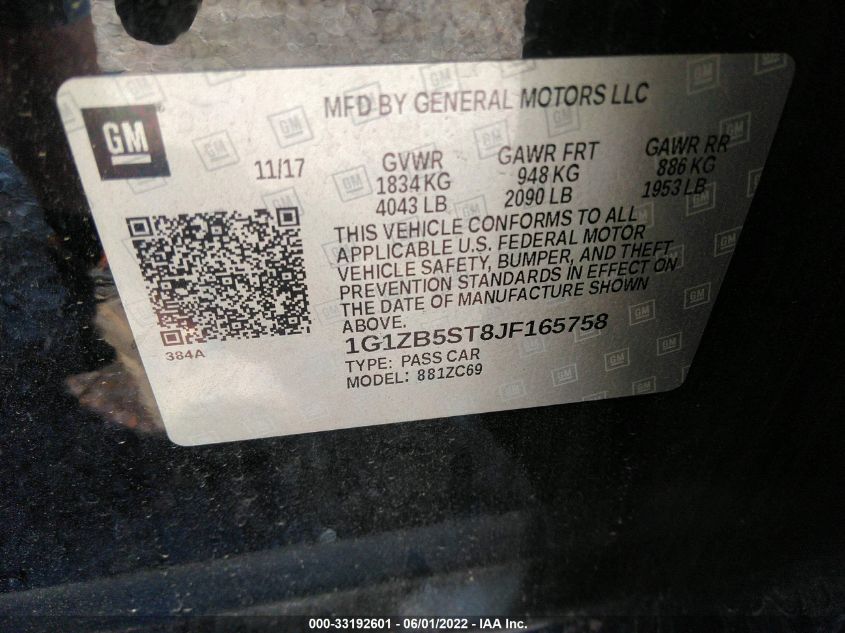 MFD BY GENERAL MOTORS LLC
GM
11/17
GVWR GAWR FRT GAWR RR
1834 KG 948 KG 886 KG
4043 LB 2090 LB 1953 LB
THIS VEHICLE CONFORMS TO ALL
APPLICABLE U.S. FEDERAL MOTOR
VEHICLE SAFETY, BUMPER, AND THEFT
PREVENTION STANDARDS IN EFFECT ON
THE DATE OF MANUFACTURE SHOWN
ABOVE.
384A
1G1ZB5ST8JF165758
TYPE: PASS CAR
MODEL: 881ZC69
000-33192601 - 06/01/2022 - IAA Inc.